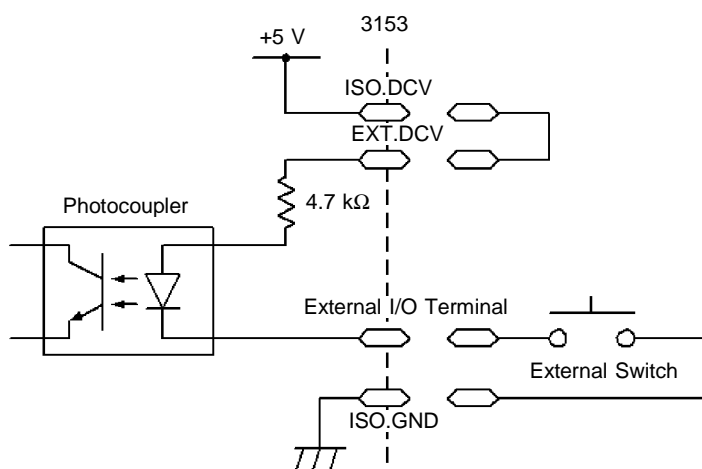 3153
+5 V
ISO.DCV
EXT.DCV
4.7 kΩ
Photocoupler
External I/O Terminal
External Switch
ISO.GND